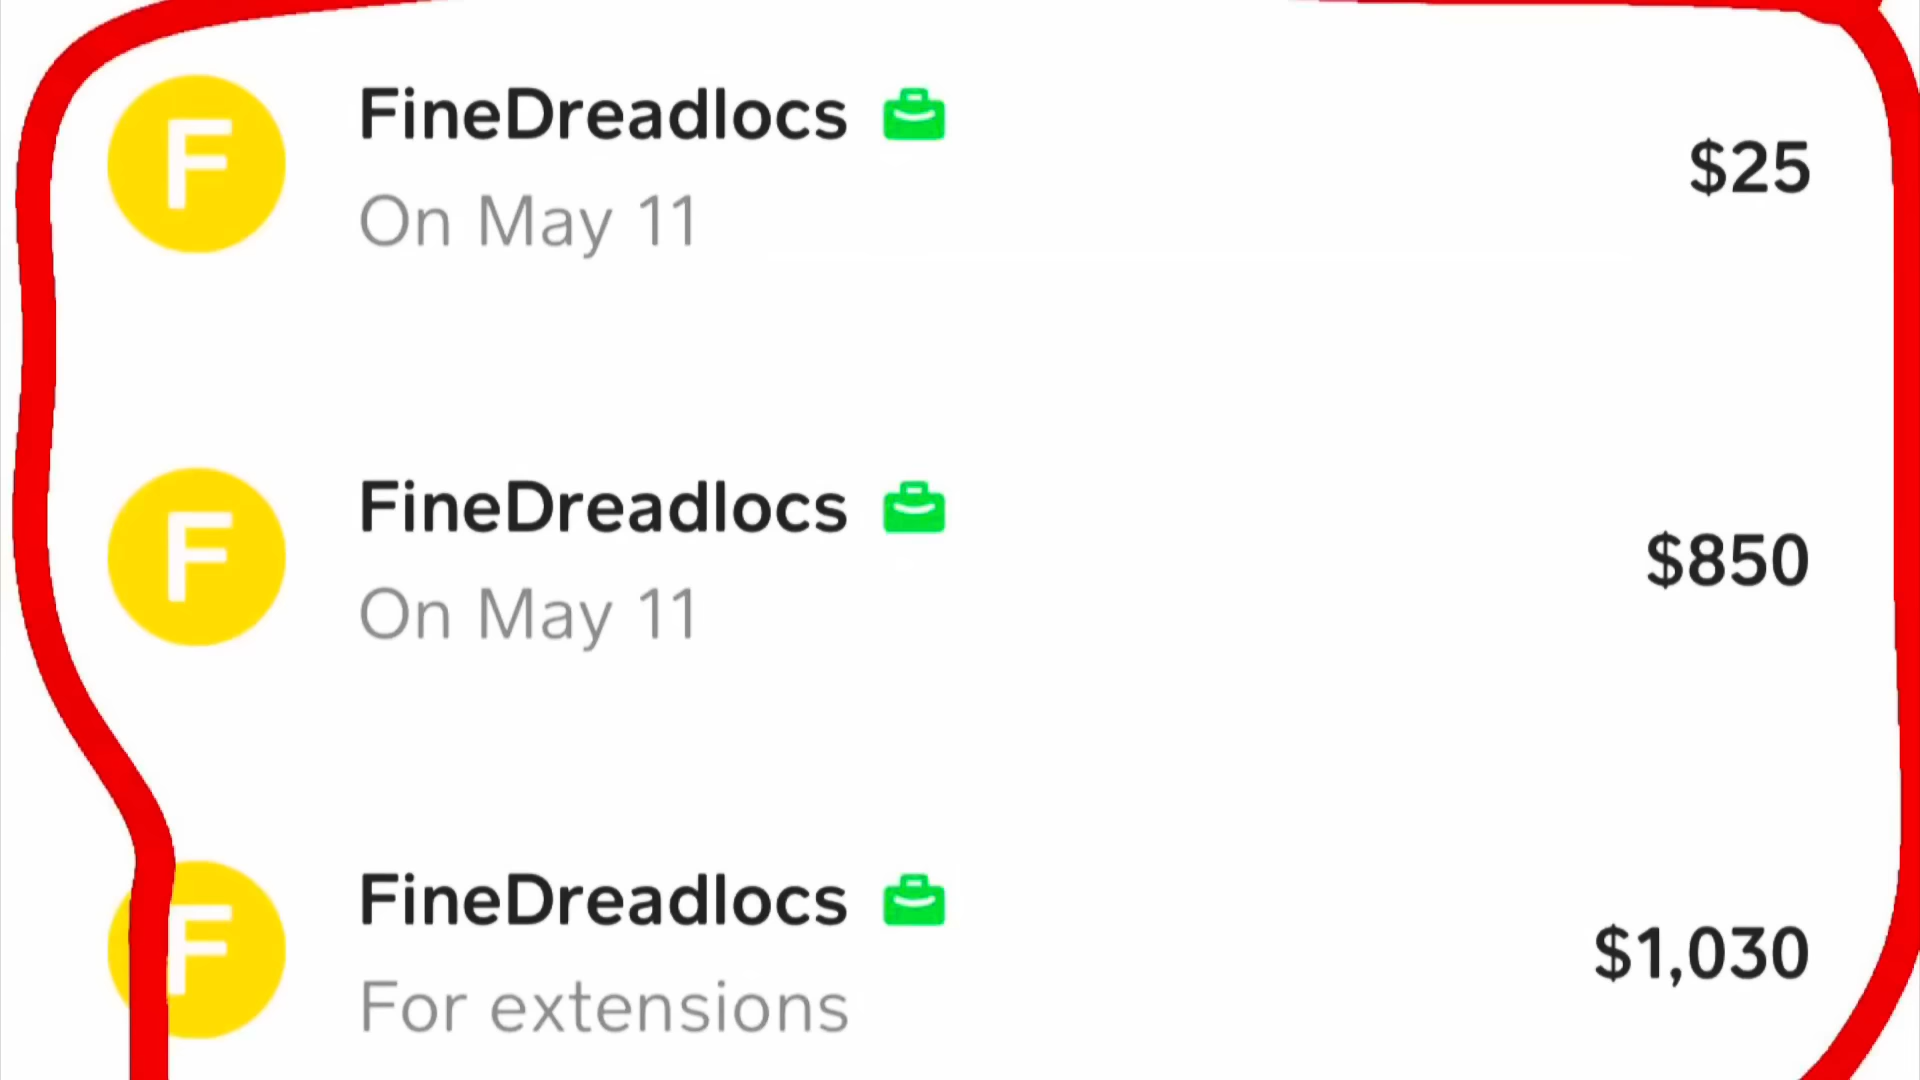 F
FineDreadlocs
$25
On May 11
F
FineDreadlocs
$850
On May 11
F
FineDreadlocs
$1,030
For extensions